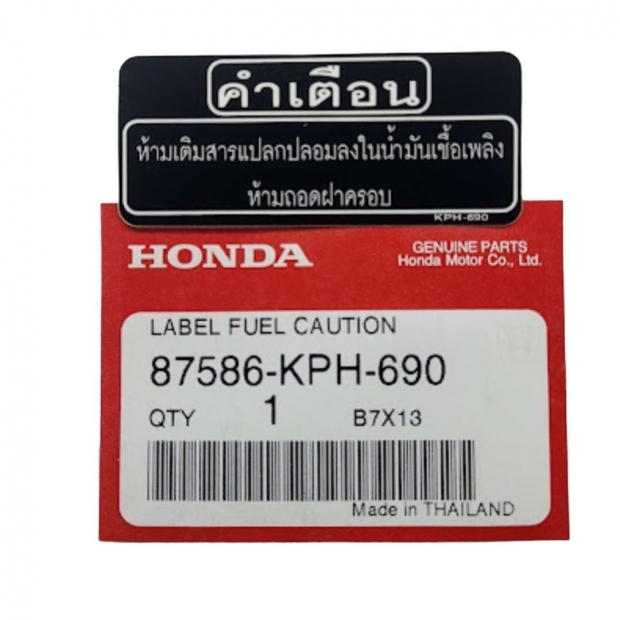 คำเตือน
ห้ามเติมสารแปลกปลอมลงในน้ำมันเชื้อเพลิง
ห้ามถอดฝาครอบ
KPH-690
HONDA
GENUINE PARTS
Honda Motor Co., Ltd.
LABEL FUEL CAUTION
87586-KPH-690
QTY 1 B7X13
Made in THAILAND